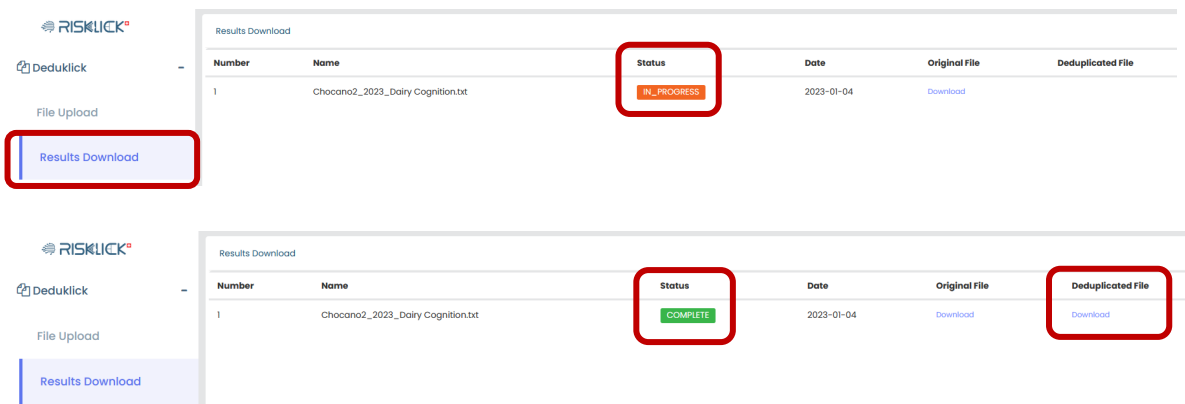 RISKLICK
Results Download
Deduklick -
Number Name Status Date Original File Deduplicated File
1 Chocano2_2023_Dairy Cognition.txt IN_PROGRESS 2023-01-04 Download
File Upload
Results Download
RISKLICK
Results Download
Deduklick -
Number Name Status Date Original File Deduplicated File
1 Chocano2_2023_Dairy Cognition.txt COMPLETE 2023-01-04 Download Download
File Upload
Results Download